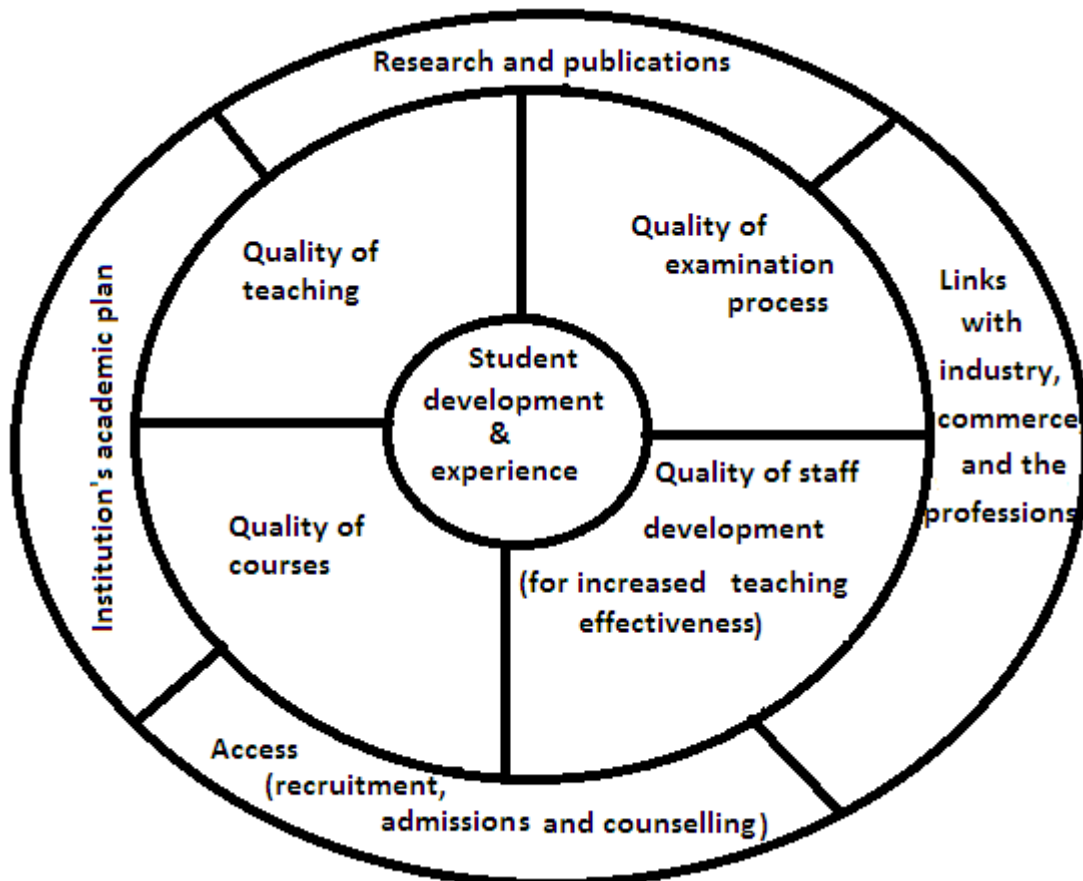 Research and publications
Quality of
teaching
Quality of
examination
process
Institution's academic plan
Links
with
industry,
commerce,
and the
professions
Student
development
&
experience
Quality of
courses
Quality of staff
development
(for increased teaching
effectiveness)
Access
(recruitment,
admissions and counselling)